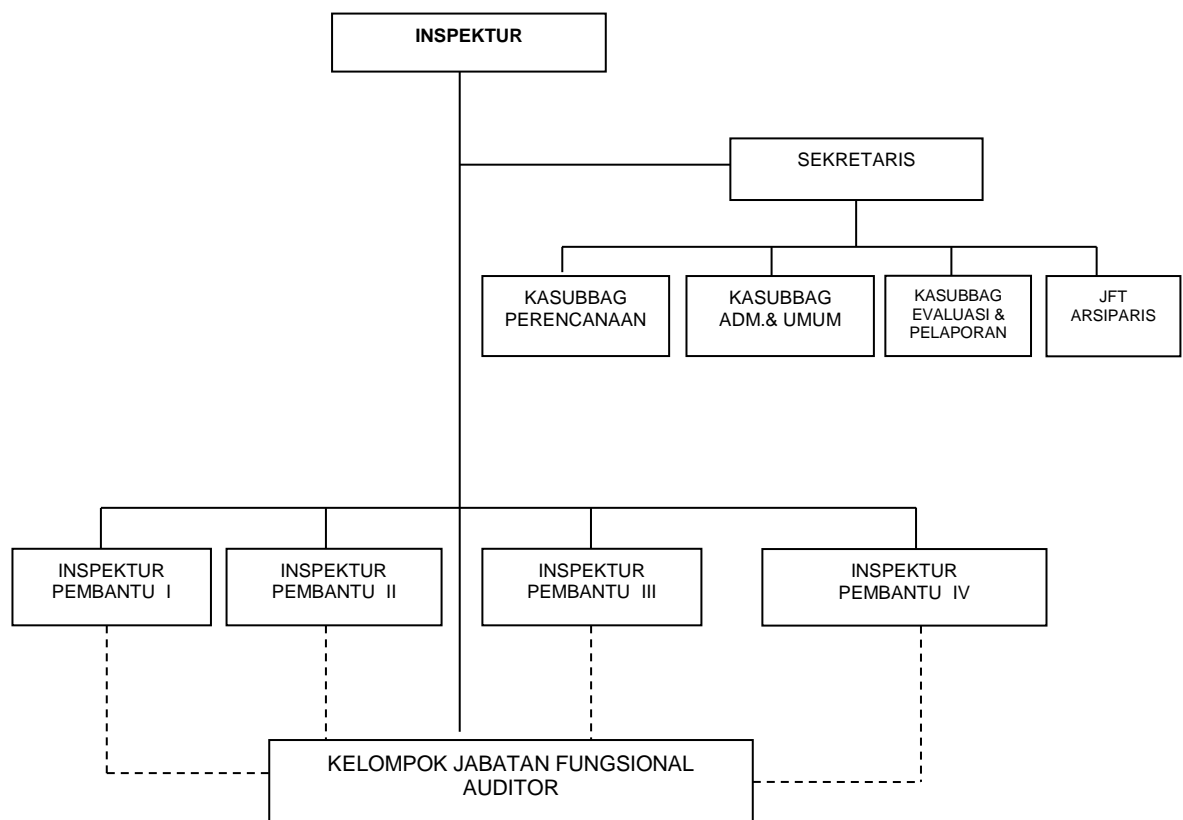 INSPEKTUR
SEKRETARIS
KASUBBAG
PERENCANAAN
KASUBBAG
ADM.& UMUM
KASUBBAG
EVALUASI &
PELAPORAN
JFT
ARSIPARIS
INSPEKTUR
PEMBANTU I
INSPEKTUR
PEMBANTU II
INSPEKTUR
PEMBANTU III
INSPEKTUR
PEMBANTU IV
KELOMPOK JABATAN FUNGSIONAL
AUDITOR